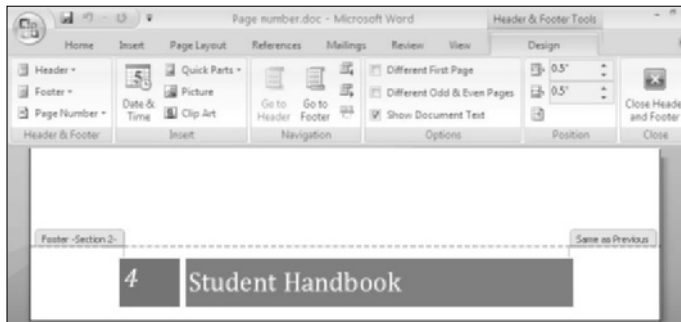 Page number.doc - Microsoft Word Header & Footer Tools
Home Insert Page Layout References Mailings Review View Design
Header Quick Parts Different First Page 0.5"
Footer Picture Different Odd & Even Pages 0.5"
Page Number Date & Time Clip Art Go to Header Go to Footer Show Document Text Close Heade and Footer
Header & Footer Insert Navigation Options Position Close
Footer -Section 2- Same as Previous
4 Student Handbook